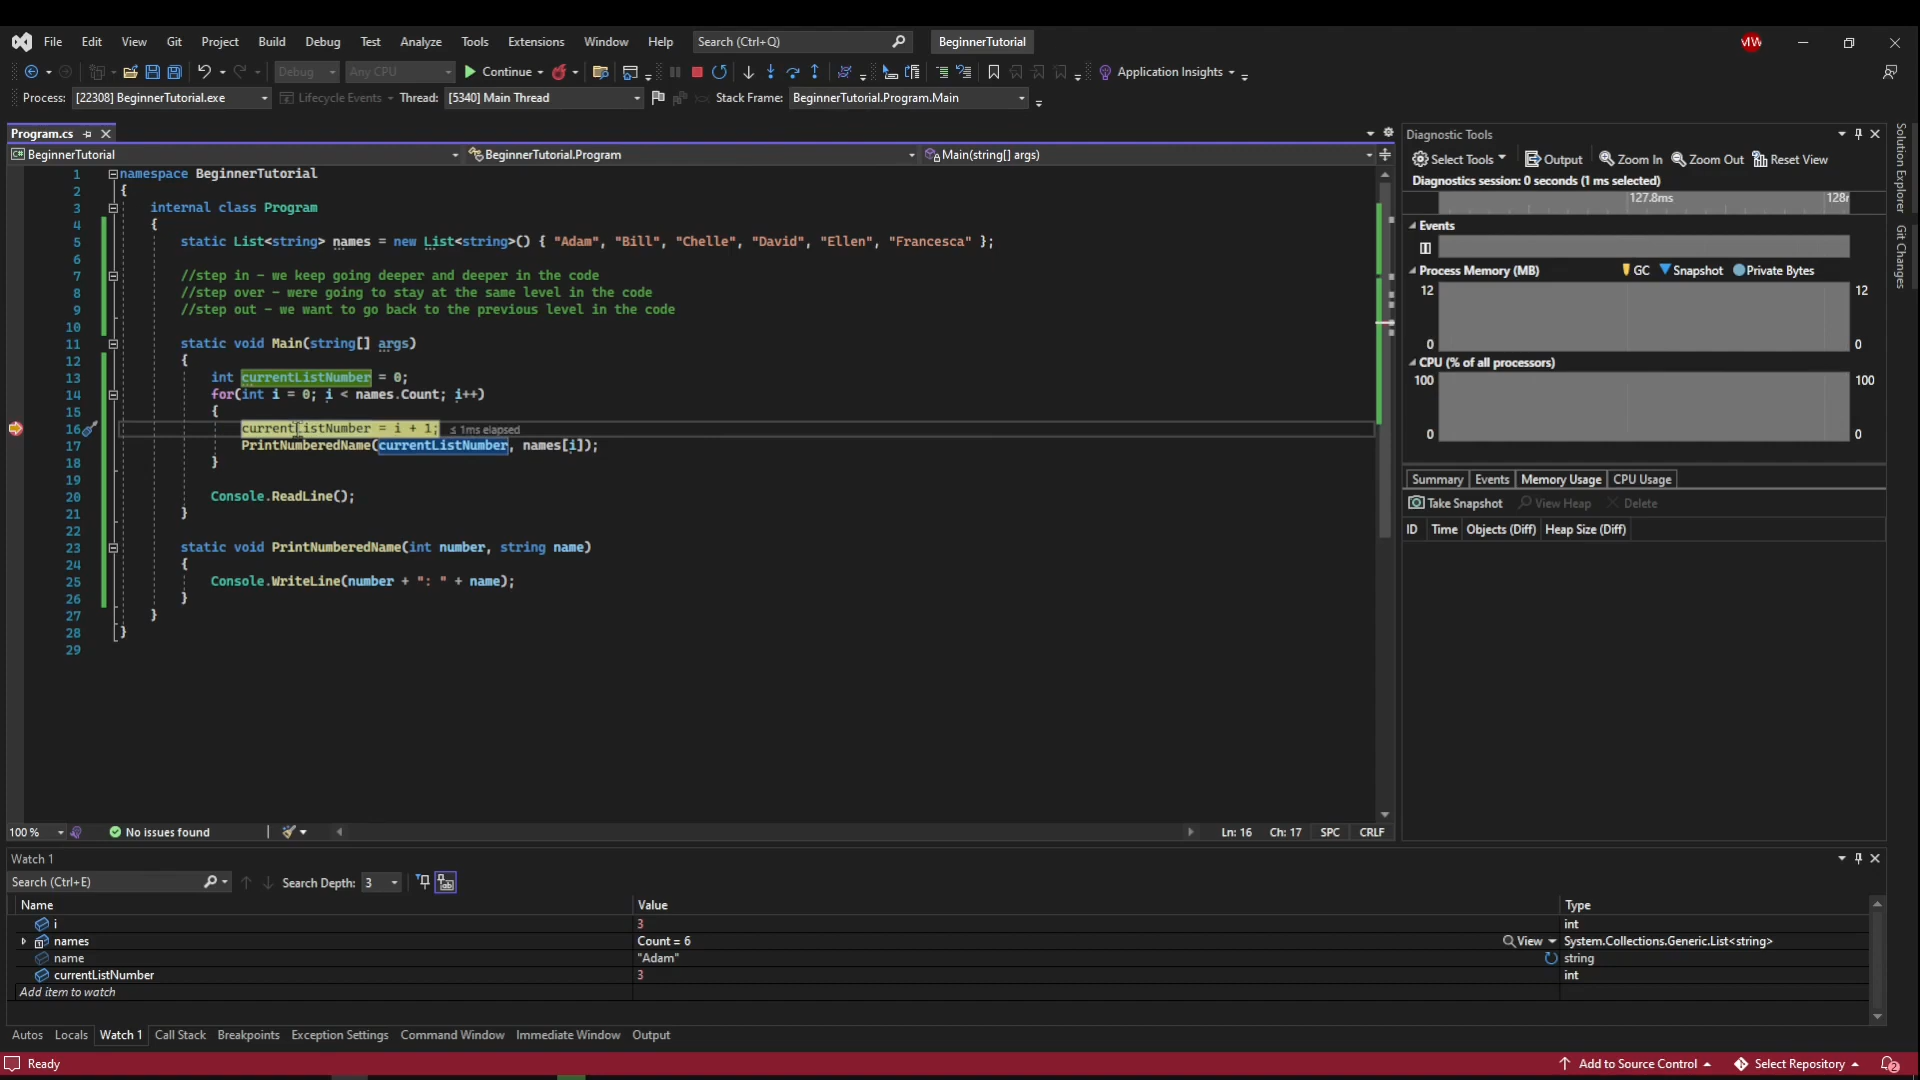 File Edit View Git Project Build Debug Test Analyze Tools Extensions Window Help Search (Ctrl+Q) BeginnerTutorial
Debug Any CPU Continue Application Insights
Process: [22308] BeginnerTutorial.exe Lifecycle Events Thread: [5340] Main Thread Stack Frame: BeginnerTutorial.Program.Main
Program.cs
BeginnerTutorial BeginnerTutorial.Program Main(string[] args)
1 namespace BeginnerTutorial
2 {
3 internal class Program
4 {
5 static List<string> names = new List<string>() { "Adam", "Bill", "Chelle", "David", "Ellen", "Francesca" };
6
7 //step in - we keep going deeper and deeper in the code
8 //step over - were going to stay at the same level in the code
9 //step out - we want to go back to the previous level in the code
10
11 static void Main(string[] args)
12 {
13 int currentListNumber = 0;
14 for(int i = 0; i < names.Count; i++)
15 {
16 currentListNumber = i + 1; ≤ 1ms elapsed
17 PrintNumberedName(currentListNumber, names[i]);
18 }
19
20 Console.ReadLine();
21 }
22
23 static void PrintNumberedName(int number, string name)
24 {
25 Console.WriteLine(number + ": " + name);
26 }
27 }
28 }
29
100 % No issues found Ln: 16 Ch: 17 SPC CRLF
Diagnostic Tools
Select Tools Output Zoom In Zoom Out Reset View
Diagnostics session: 0 seconds (1 ms selected)
127.8ms
Events
Process Memory (MB) GC Snapshot Private Bytes
12 12
0 0
CPU (% of all processors)
100 100
0 0
Summary Events Memory Usage CPU Usage
Take Snapshot View Heap Delete
ID Time Objects (Diff) Heap Size (Diff)
Solution Explorer
Git Changes
Watch 1
Search (Ctrl+E) Search Depth: 3
Name Value Type
i 3 int
names Count = 6 View System.Collections.Generic.List<string>
name "Adam" string
currentListNumber 3 int
Add item to watch
Autos Locals Watch 1 Call Stack Breakpoints Exception Settings Command Window Immediate Window Output
Ready Add to Source Control Select Repository 2